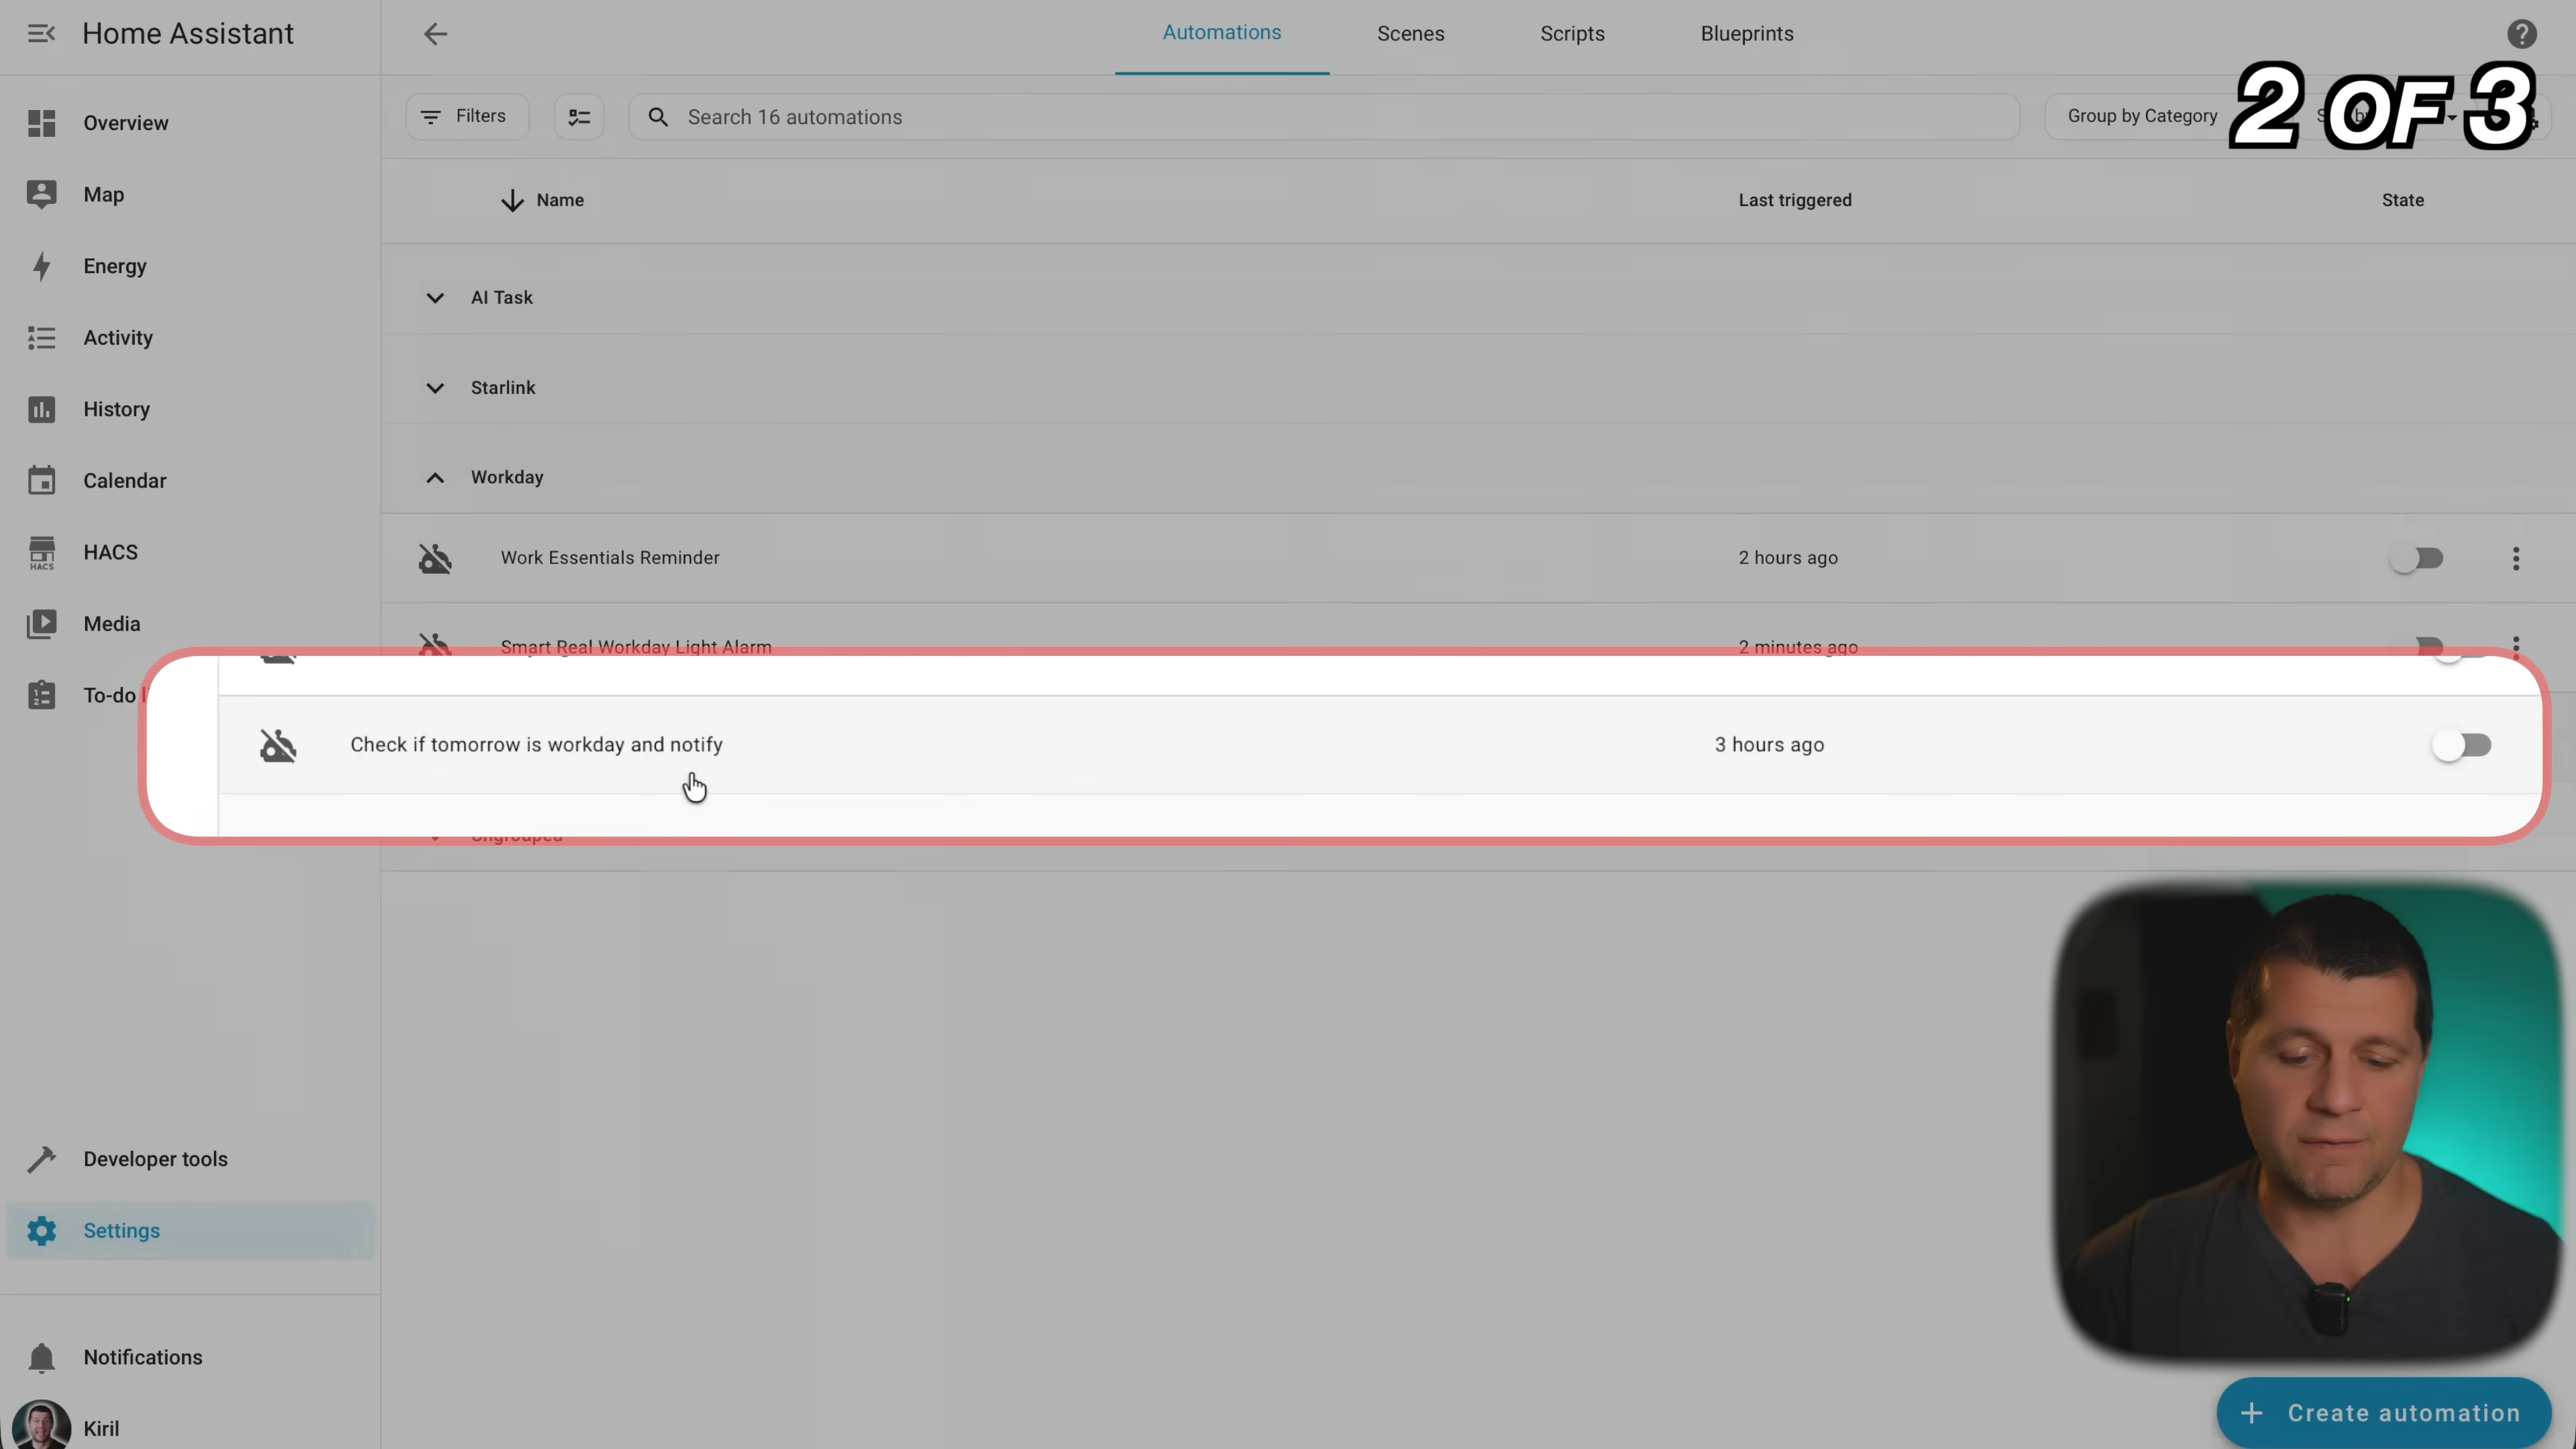 Home Assistant
Automations
Scenes
Scripts
Blueprints
2 OF 3
Overview
Filters
Search 16 automations
Group by Category
Map
Name
Last triggered
State
Energy
AI Task
Activity
Starlink
History
Workday
Calendar
HACS
HACS
Work Essentials Reminder
2 hours ago
Media
Smart Real Workday Light Alarm
2 minutes ago
To-do
Check if tomorrow is workday and notify
3 hours ago
Ungrouped
Developer tools
Settings
Notifications
Kiril
Create automation